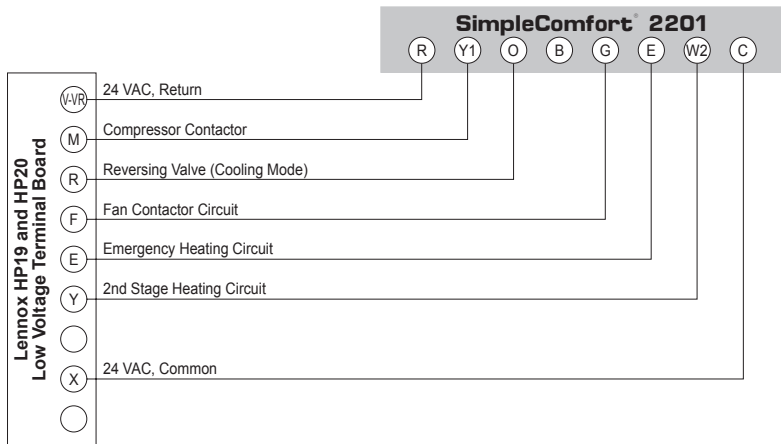 SimpleComfort® 2201
R Y1 O B G E W2 C
Lennox HP19 and HP20
Low Voltage Terminal Board
V-VR 24 VAC, Return
M Compressor Contactor
R Reversing Valve (Cooling Mode)
F Fan Contactor Circuit
E Emergency Heating Circuit
Y 2nd Stage Heating Circuit
X 24 VAC, Common